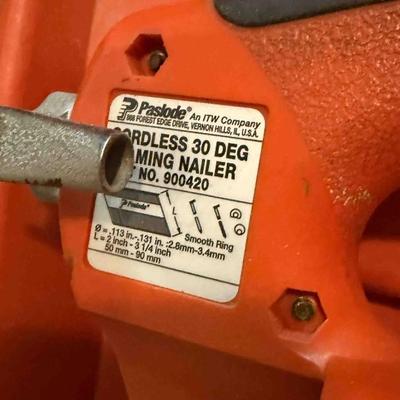 Paslode® An ITW Company
888 FOREST EDGE DRIVE, VERNON HILLS, IL, U.S.A.
CORDLESS 30 DEG
NAILER
NO. 900420
Paslode
Smooth Ring
Ø = .113 in.-.131 in. :2.8mm-3.4mm
L = 2 inch - 3 1/4 inch
50 mm - 90 mm